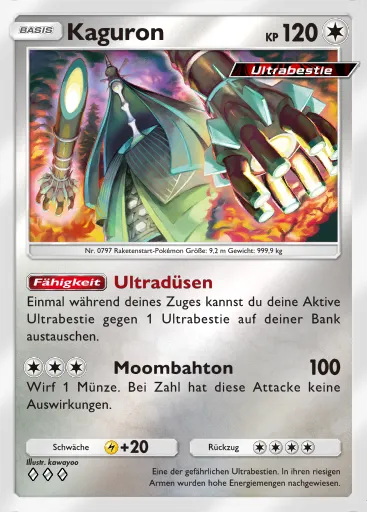 BASIS Kaguron KP 120
Ultrabestie
Nr. 0797 Raketenstart-Pokémon Größe: 9,2 m Gewicht: 999,9 kg
Fähigkeit Ultradüsen
Einmal während deines Zuges kannst du deine Aktive
Ultrabestie gegen 1 Ultrabestie auf deiner Bank
austauschen.
Moombahton 100
Wirf 1 Münze. Bei Zahl hat diese Attacke keine
Auswirkungen.
Schwäche +20 Rückzug
Illustr. kawayoo
Eine der gefährlichen Ultrabestien. In ihren riesigen
Armen wurden hohe Energiemengen nachgewiesen.